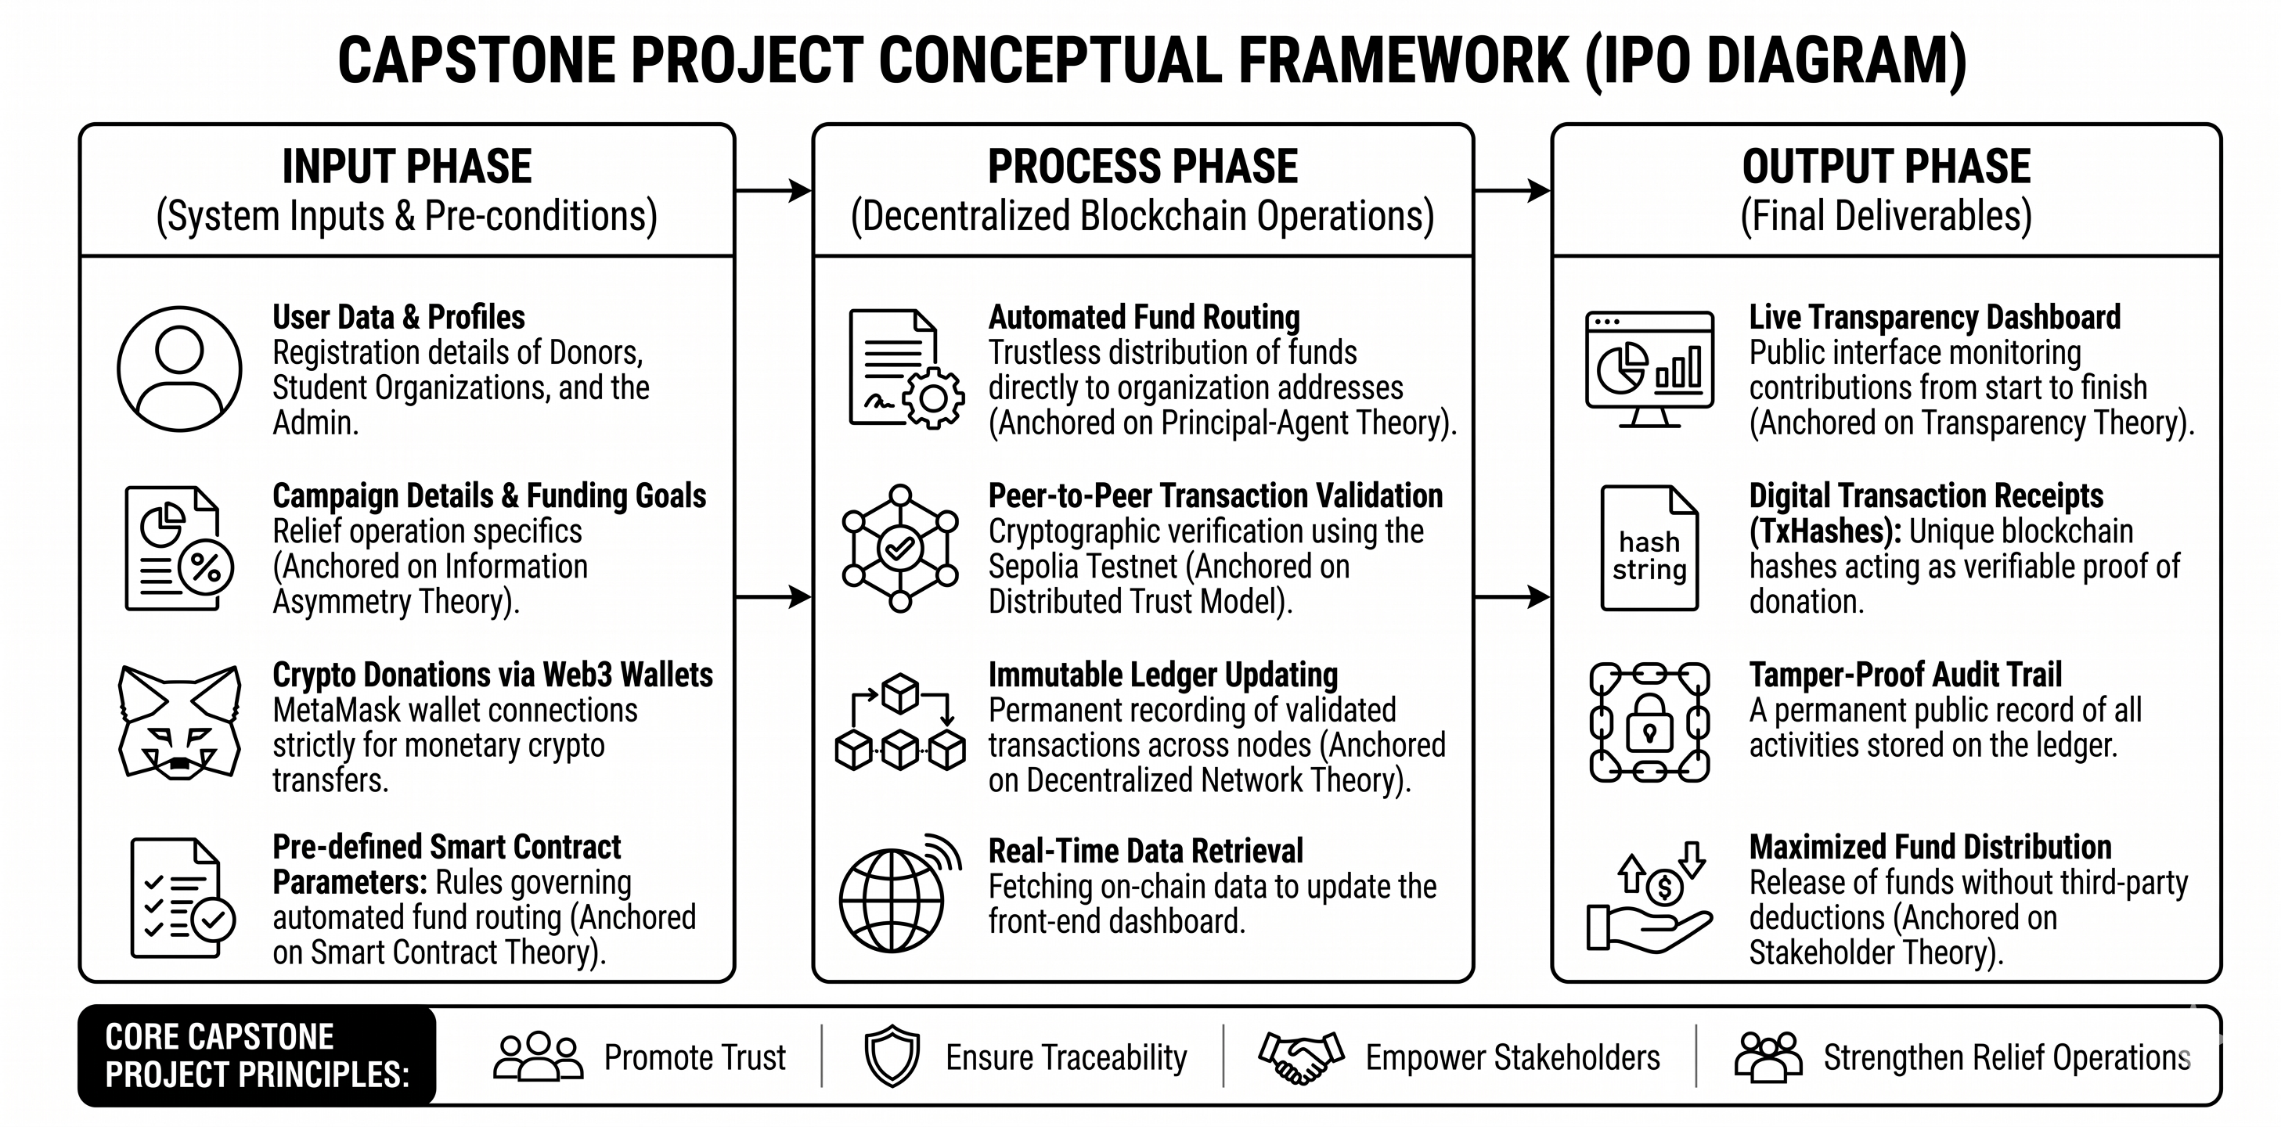 CAPSTONE PROJECT CONCEPTUAL FRAMEWORK (IPO DIAGRAM)
INPUT PHASE
(System Inputs & Pre-conditions)
User Data & Profiles
Registration details of Donors,
Student Organizations, and the
Admin.
Campaign Details & Funding Goals
Relief operation specifics
(Anchored on Information
Asymmetry Theory).
Crypto Donations via Web3 Wallets
MetaMask wallet connections
strictly for monetary crypto
transfers.
Pre-defined Smart Contract
Parameters: Rules governing
automated fund routing (Anchored
on Smart Contract Theory).
PROCESS PHASE
(Decentralized Blockchain Operations)
Automated Fund Routing
Trustless distribution of funds
directly to organization addresses
(Anchored on Principal-Agent Theory).
Peer-to-Peer Transaction Validation
Cryptographic verification using the
Sepolia Testnet (Anchored on
Distributed Trust Model).
Immutable Ledger Updating
Permanent recording of validated
transactions across nodes (Anchored
on Decentralized Network Theory).
Real-Time Data Retrieval
Fetching on-chain data to update the
front-end dashboard.
OUTPUT PHASE
(Final Deliverables)
Live Transparency Dashboard
Public interface monitoring
contributions from start to finish
(Anchored on Transparency Theory).
hash
string
Digital Transaction Receipts
(TxHashes): Unique blockchain
hashes acting as verifiable proof of
donation.
Tamper-Proof Audit Trail
A permanent public record of all
activities stored on the ledger.
Maximized Fund Distribution
Release of funds without third-party
deductions (Anchored on
Stakeholder Theory).
CORE CAPSTONE
PROJECT PRINCIPLES:
Promote Trust
Ensure Traceability
Empower Stakeholders
Strengthen Relief Operations